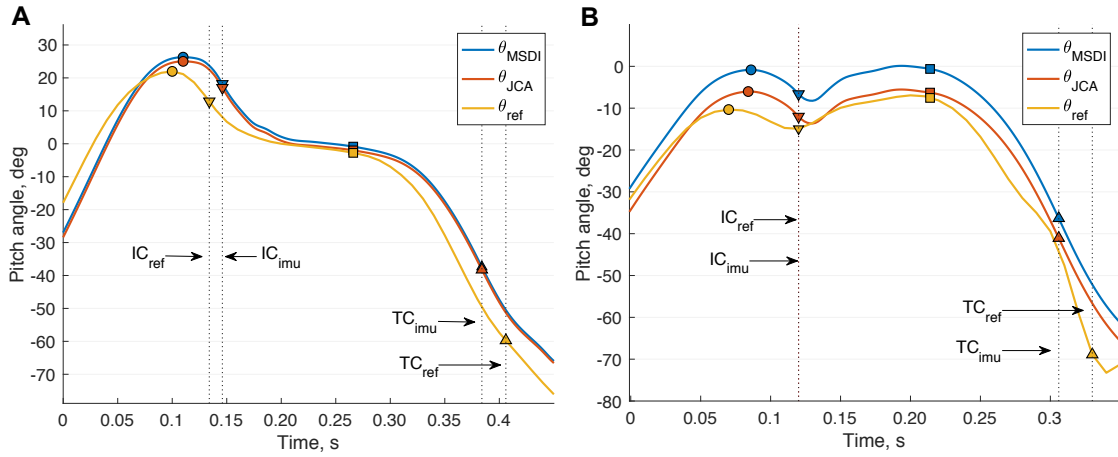 A
30
20
10
0
-10
-20
-30
-40
-50
-60
-70
Pitch angle, deg
0
0.05
0.1
0.15
0.2
0.25
0.3
0.35
0.4
Time, s
θMSDI
θJCA
θref
ICref
ICimu
TCimu
TCref
B
0
-10
-20
-30
-40
-50
-60
-70
-80
Pitch angle, deg
0
0.05
0.1
0.15
0.2
0.25
0.3
Time, s
θMSDI
θJCA
θref
ICref
ICimu
TCref
TCimu